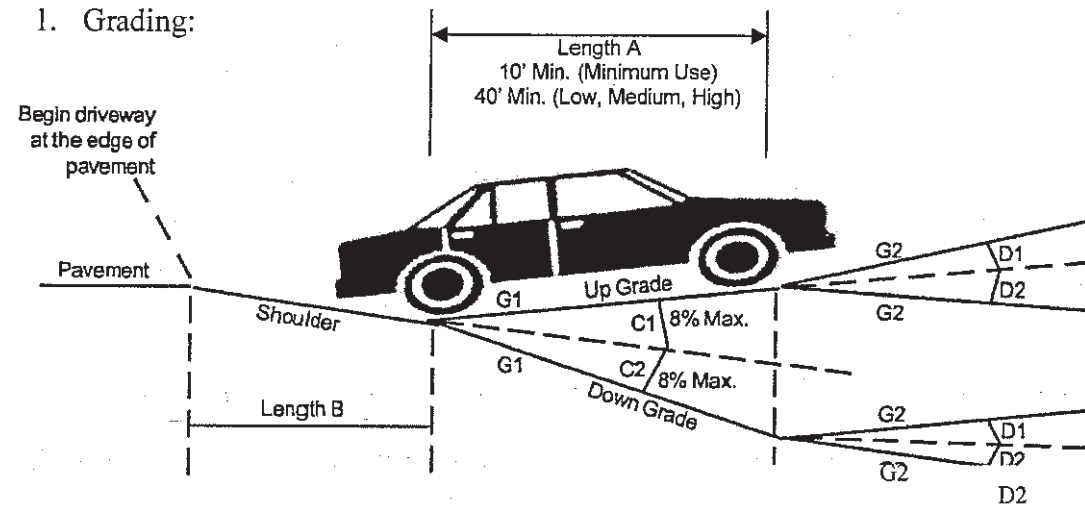 1. Grading:
Length A
10' Min. (Minimum Use)
40' Min. (Low, Medium, High)
Begin driveway
at the edge of
pavement
Pavement
Shoulder
G1
Up Grade
C1
8% Max.
G1
C2
8% Max.
Down Grade
Length B
G2
D1
D2
G2
G2
D1
D2
G2
D2